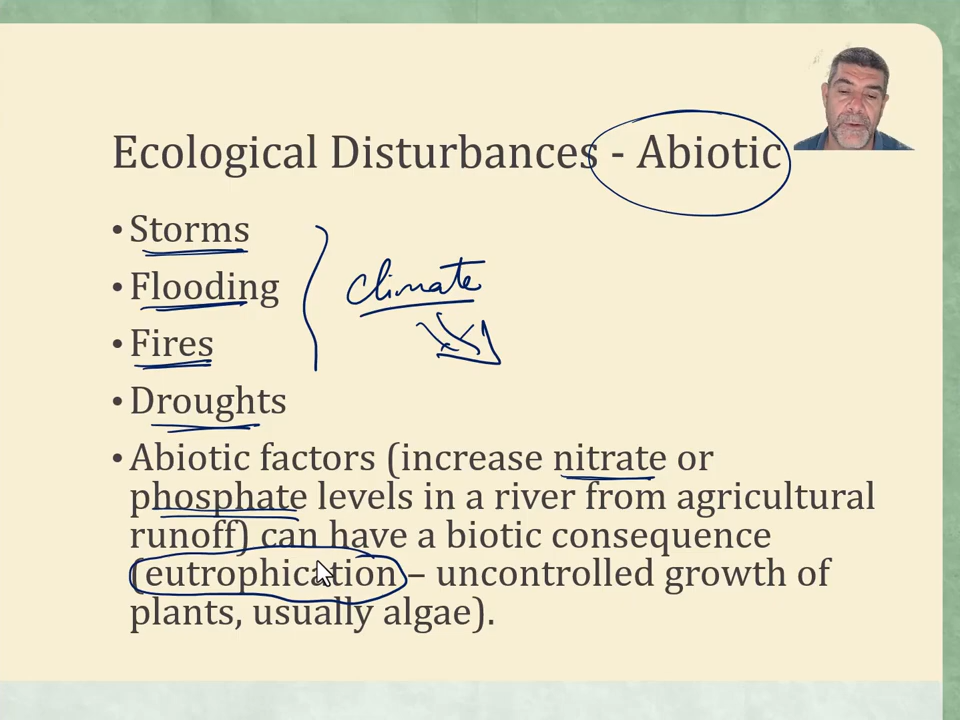 Ecological Disturbances - Abiotic
• Storms
• Flooding
climate
• Fires
• Droughts
• Abiotic factors (increase nitrate or
phosphate levels in a river from agricultural
runoff) can have a biotic consequence
(eutrophication – uncontrolled growth of
plants, usually algae).